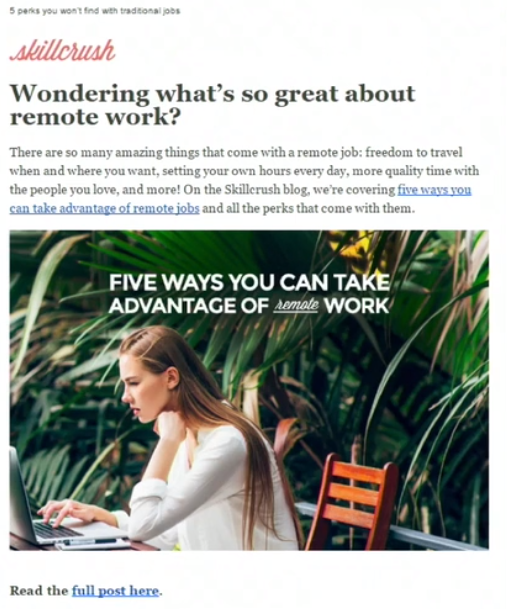 5 perks you won't find with traditional jobs
skillcrush
Wondering what's so great about
remote work?
There are so many amazing things that come with a remote job: freedom to travel
when and where you want, setting your own hours every day, more quality time with
the people you love, and more! On the Skillcrush blog, we're covering five ways you
can take advantage of remote jobs and all the perks that come with them.
FIVE WAYS YOU CAN TAKE
ADVANTAGE OF remote WORK
Read the full post here.